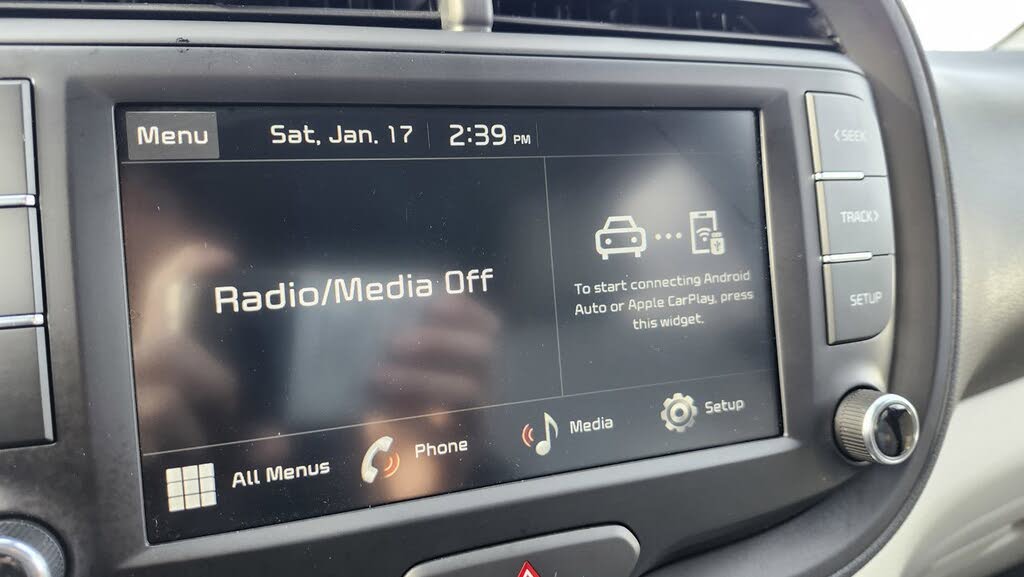 Menu Sat, Jan. 17 2:39 PM
Radio/Media Off
To start connecting Android
Auto or Apple CarPlay, press
this widget.
All Menus Phone Media Setup
<SEEK
TRACK>
SETUP